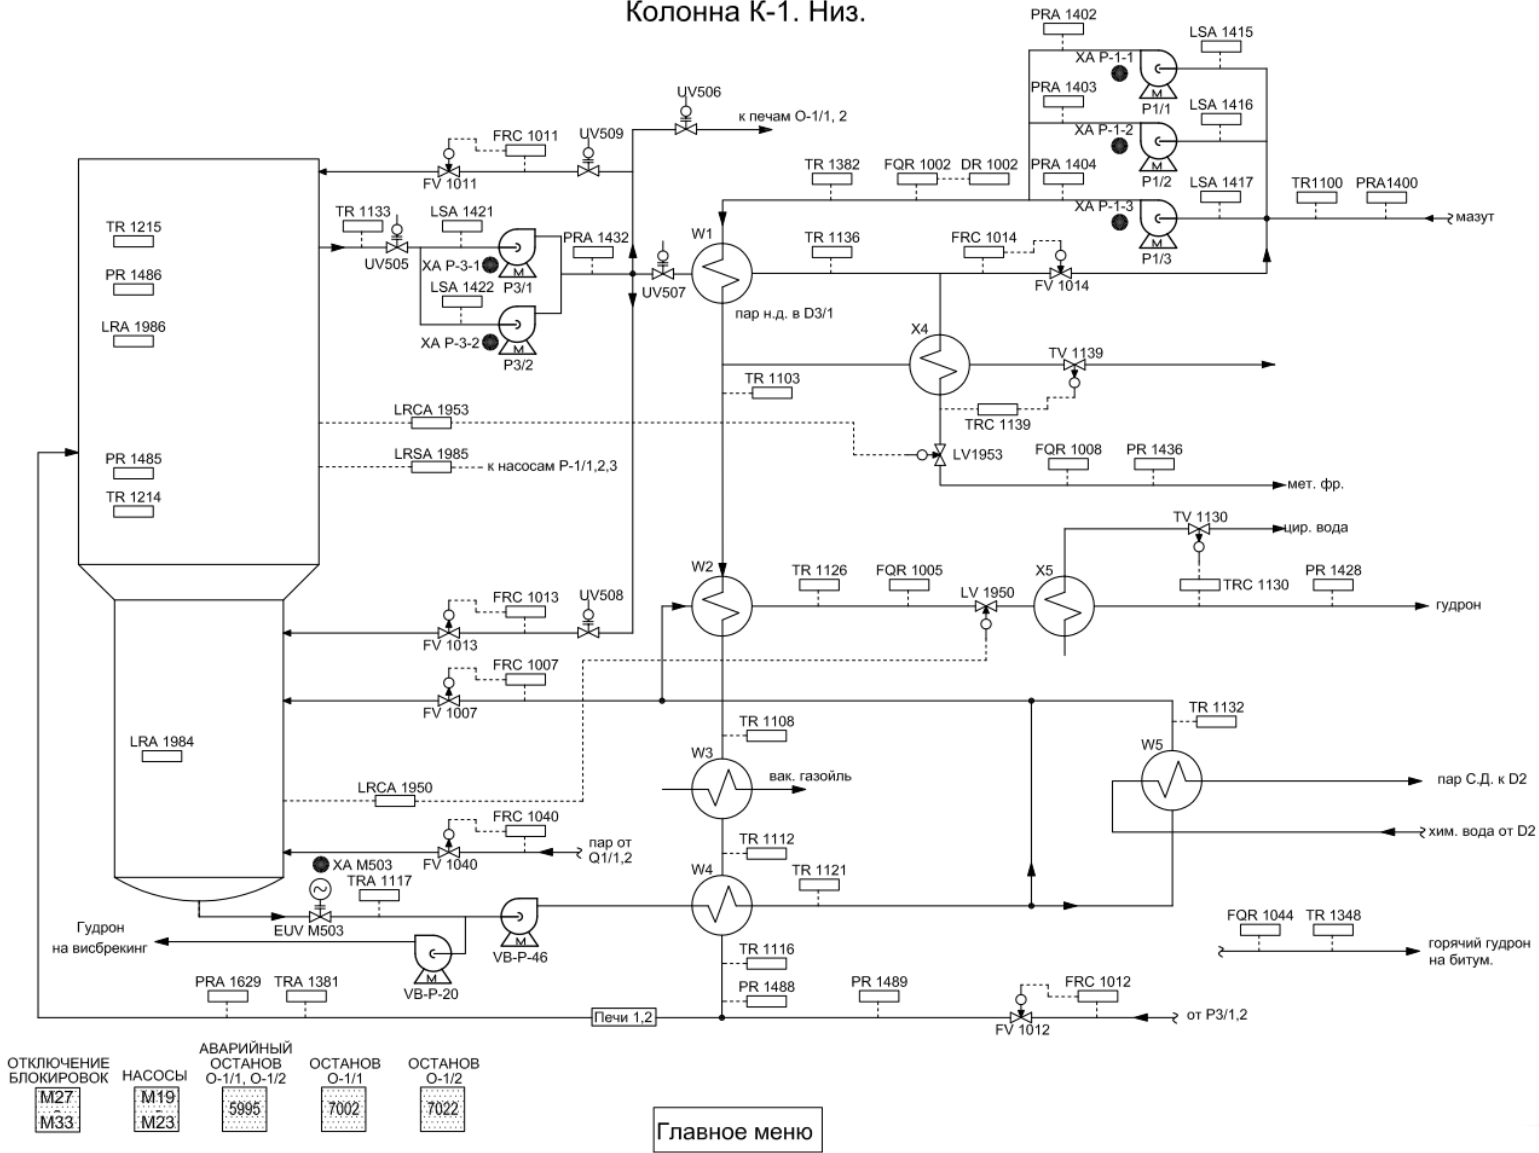 Колонна К-1. Низ.
PRA 1402
LSA 1415
XA P-1-1
P1/1
PRA 1403
LSA 1416
XA P-1-2
P1/2
PRA 1404
LSA 1417
XA P-1-3
P1/3
TR1100
PRA1400
мазут
UV506
к печам О-1/1, 2
FRC 1011
UV509
FV 1011
TR 1382
FQR 1002
DR 1002
TR 1215
PR 1486
LRA 1986
TR 1133
UV505
LSA 1421
XA P-3-1
P3/1
LSA 1422
XA P-3-2
P3/2
PRA 1432
UV507
W1
TR 1136
FRC 1014
FV 1014
пар н.д. в D3/1
X4
TV 1139
TR 1103
TRC 1139
LRCA 1953
LV1953
LRSA 1985
к насосам Р-1/1,2,3
FQR 1008
PR 1436
мет. фр.
PR 1485
TR 1214
TV 1130
цир. вода
W2
TR 1126
FQR 1005
LV 1950
X5
TRC 1130
PR 1428
гудрон
FRC 1013
UV508
FV 1013
FRC 1007
FV 1007
TR 1132
LRA 1984
TR 1108
W3
вак. газойль
W5
пар С.Д. к D2
LRCA 1950
FRC 1040
FV 1040
пар от
Q1/1,2
хим. вода от D2
XA M503
TRA 1117
EUV M503
TR 1112
W4
TR 1121
Гудрон
на висбрекинг
M
VB-P-46
M
VB-P-20
TR 1116
FQR 1044
TR 1348
горячий гудрон
на битум.
PRA 1629
TRA 1381
PR 1488
PR 1489
FRC 1012
Печи 1,2
FV 1012
от Р3/1,2
ОТКЛЮЧЕНИЕ
БЛОКИРОВОК
М27
-
М33
НАСОСЫ
М19
-
М23
АВАРИЙНЫЙ
ОСТАНОВ
О-1/1, О-1/2
5995
ОСТАНОВ
О-1/1
7002
ОСТАНОВ
О-1/2
7022
Главное меню